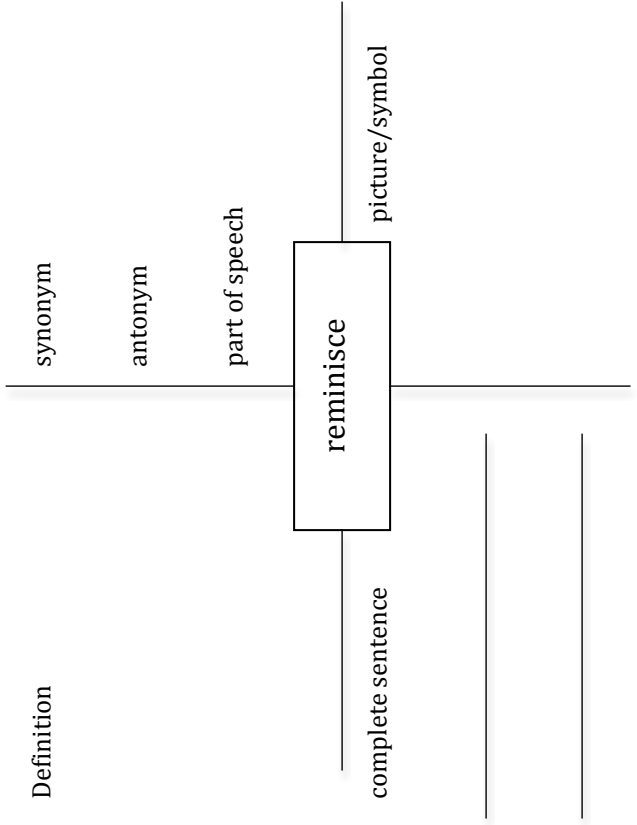 Definition
synonym
antonym
part of speech
reminisce
complete sentence
picture/symbol